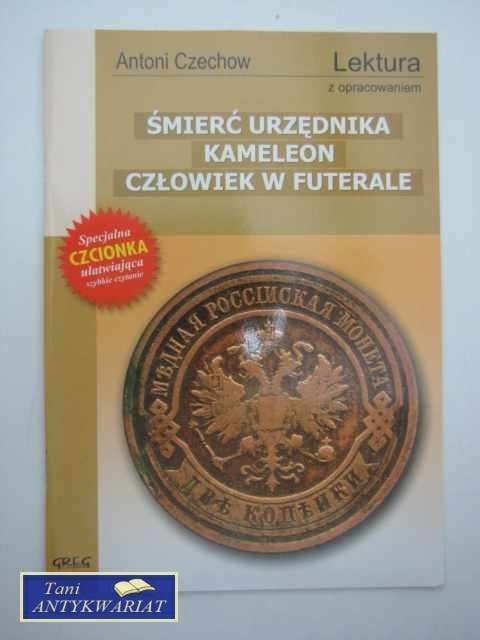 Antoni Czechow
Lektura
z opracowaniem
ŚMIERĆ URZĘDNIKA
KAMELEON
CZŁOWIEK W FUTERALE
Specjalna
CZCIONKA
ułatwiająca
szybkie czytanie
МѢДНАЯ РОССІЙСКАЯ МОНЕТА
ДВѢ КОПѢЙКИ
GREG
Tani
ANTYKWARIAT